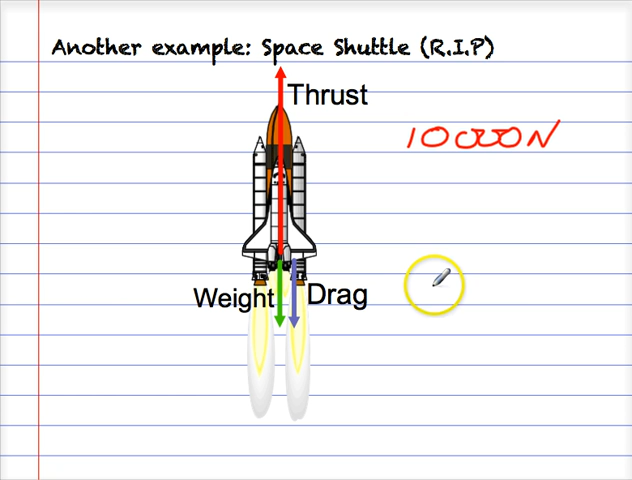 Another example: Space Shuttle (R.I.P)
Thrust
10000N
Weight
Drag